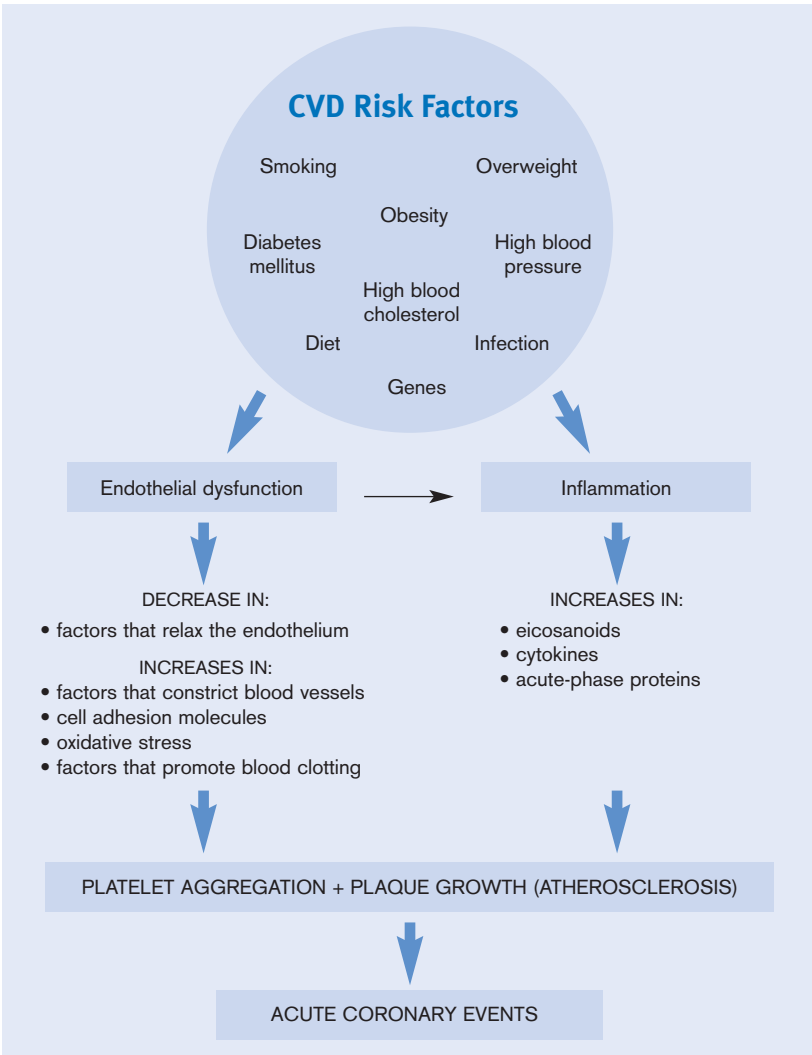 CVD Risk Factors
Smoking
Overweight
Obesity
Diabetes
mellitus
High blood
pressure
High blood
cholesterol
Diet
Infection
Genes
Endothelial dysfunction
Inflammation
DECREASE IN:
• factors that relax the endothelium
INCREASES IN:
• factors that constrict blood vessels
• cell adhesion molecules
• oxidative stress
• factors that promote blood clotting
INCREASES IN:
• eicosanoids
• cytokines
• acute-phase proteins
PLATELET AGGREGATION + PLAQUE GROWTH (ATHEROSCLEROSIS)
ACUTE CORONARY EVENTS